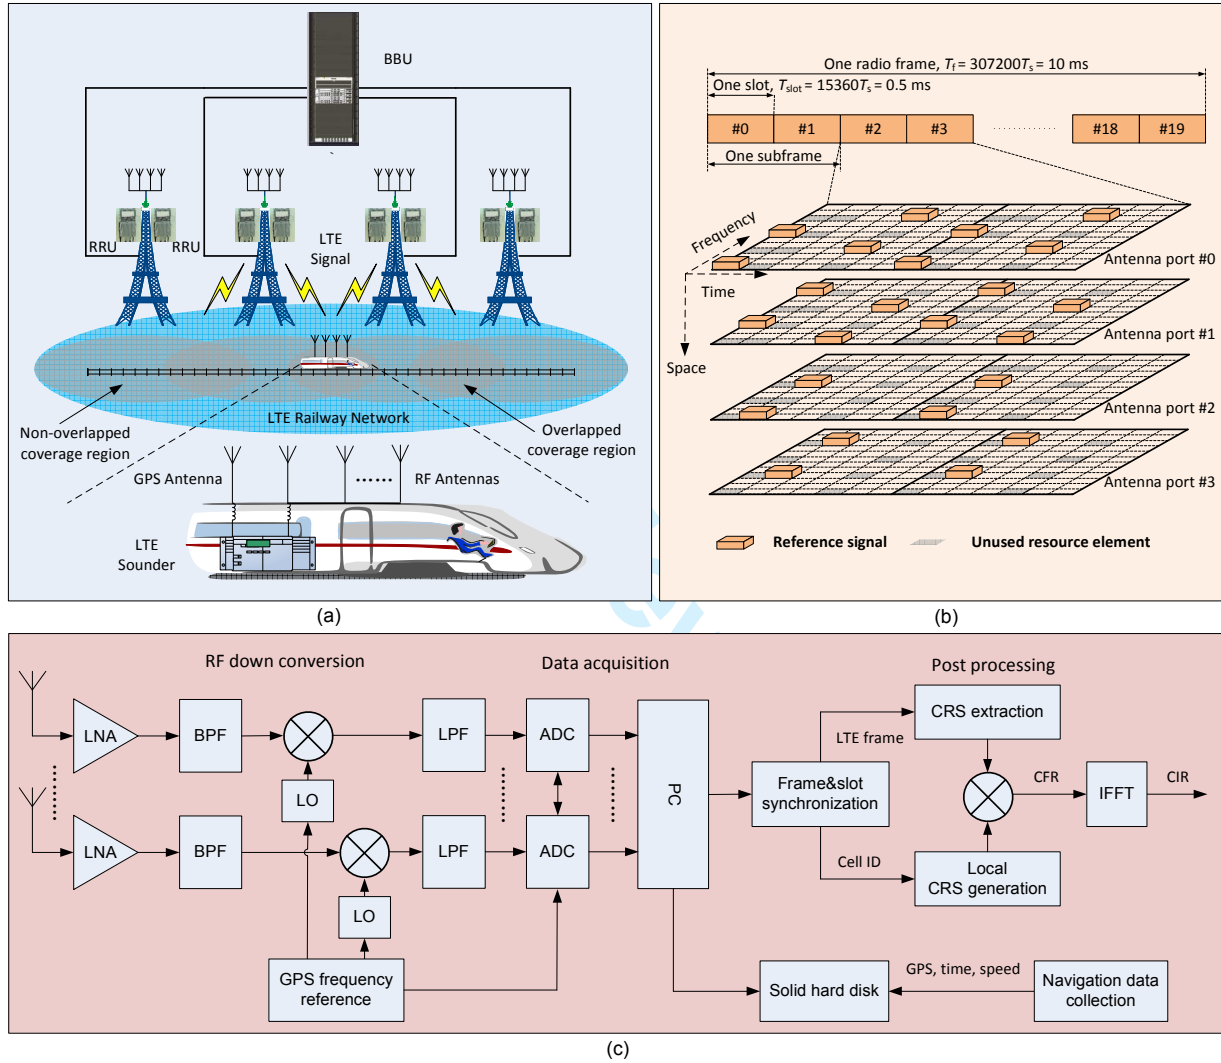 BBU
RRU
RRU
LTE
Signal
LTE Railway Network
Non-overlapped
coverage region
Overlapped
coverage region
GPS Antenna
RF Antennas
LTE
Sounder
(a)
One radio frame, Tf = 307200Ts = 10 ms
One slot, Tslot = 15360Ts = 0.5 ms
#0
#1
#2
#3
#18
#19
One subframe
Frequency
Time
Space
Antenna port #0
Antenna port #1
Antenna port #2
Antenna port #3
Reference signal
Unused resource element
(b)
RF down conversion
Data acquisition
Post processing
LNA
BPF
LO
LPF
ADC
LNA
BPF
LO
LPF
ADC
GPS frequency
reference
PC
LTE frame
Frame&slot
synchronization
Cell ID
CRS extraction
Local
CRS generation
CFR
IFFT
CIR
Solid hard disk
GPS, time, speed
Navigation data
collection
(c)